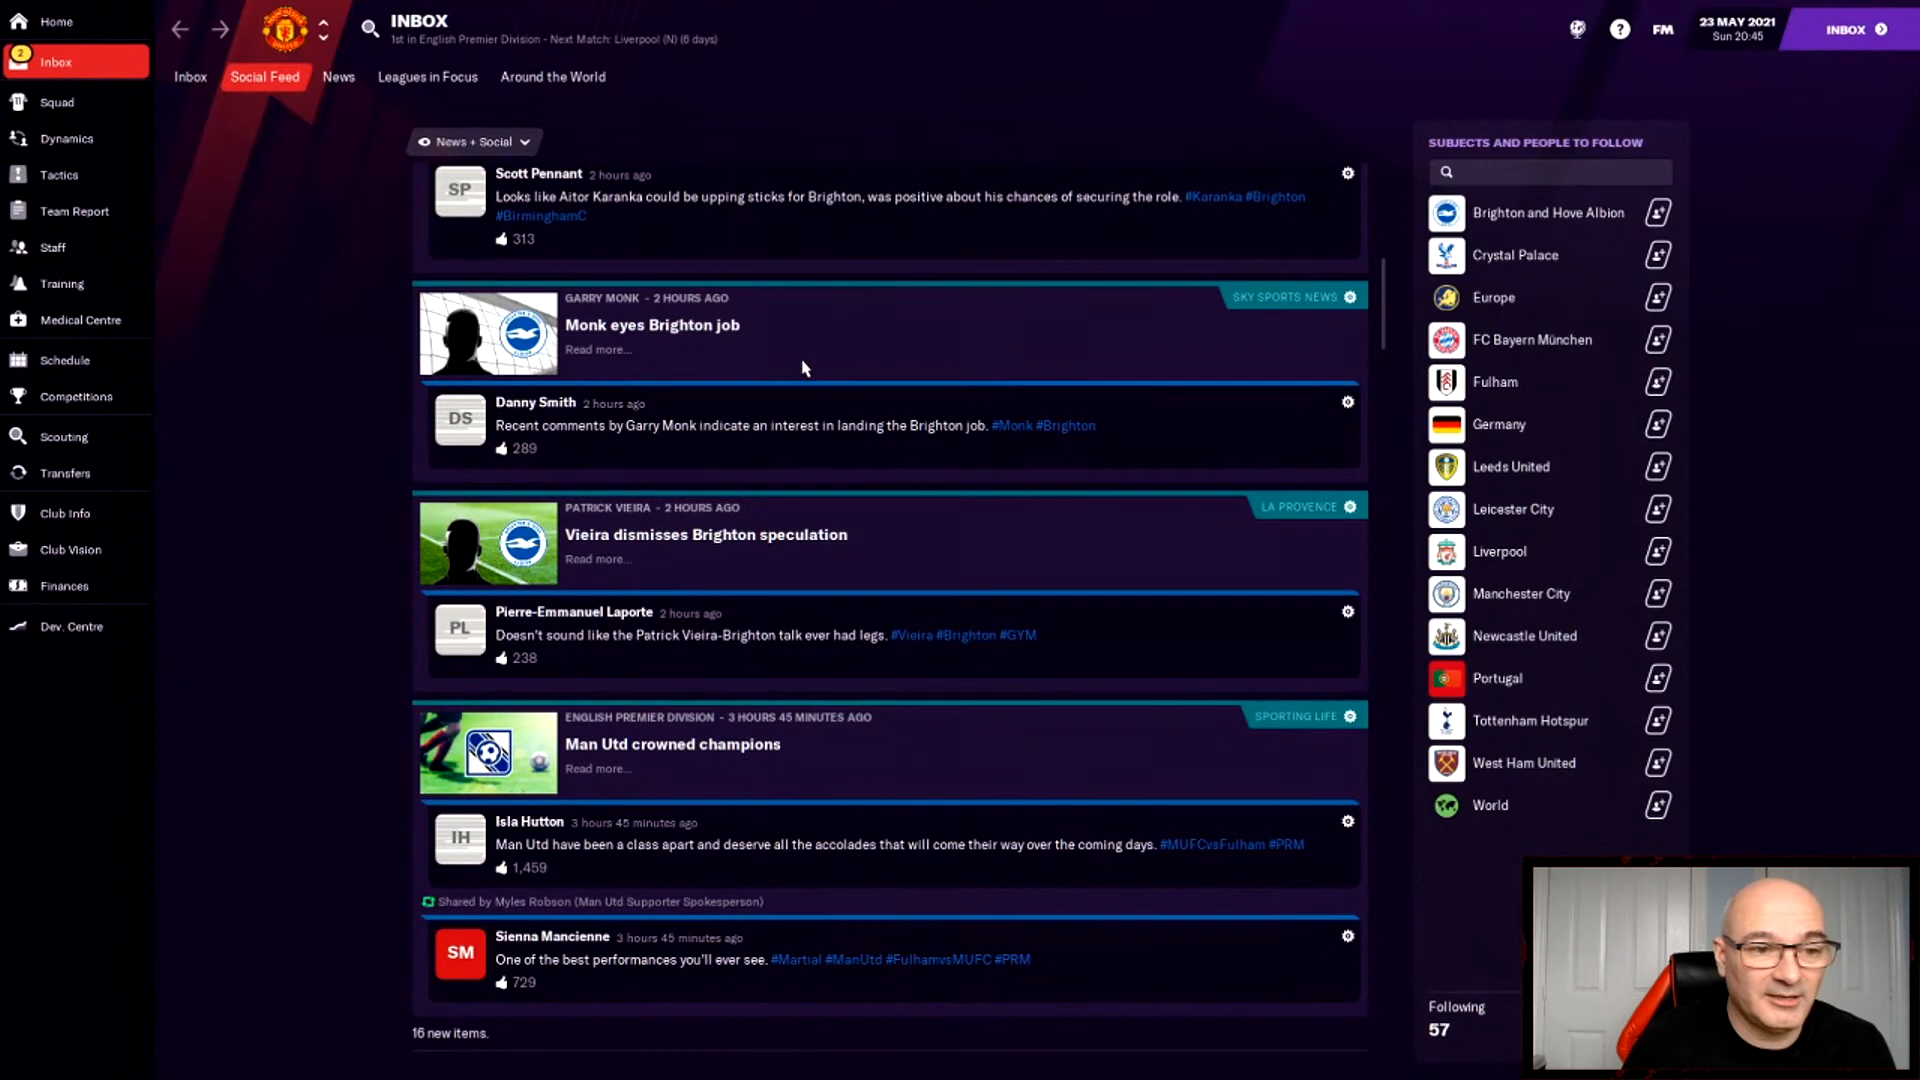 Home
2
Inbox
Squad
Dynamics
Tactics
Team Report
Staff
Training
Medical Centre
Schedule
Competitions
Scouting
Transfers
Club Info
Club Vision
Finances
Dev. Centre
INBOX
1st in English Premier Division - Next Match: Liverpool (N) (6 days)
?
FM
23 MAY 2021
Sun 20:45
INBOX
Inbox
Social Feed
News
Leagues in Focus
Around the World
News + Social
SP
Scott Pennant 2 hours ago
Looks like Aitor Karanka could be upping sticks for Brighton, was positive about his chances of securing the role. #Karanka #Brighton
#BirminghamC
313
GARRY MONK - 2 HOURS AGO
SKY SPORTS NEWS
Monk eyes Brighton job
Read more...
DS
Danny Smith 2 hours ago
Recent comments by Garry Monk indicate an interest in landing the Brighton job. #Monk #Brighton
289
PATRICK VIEIRA - 2 HOURS AGO
LA PROVENCE
Vieira dismisses Brighton speculation
Read more...
PL
Pierre-Emmanuel Laporte 2 hours ago
Doesn't sound like the Patrick Vieira-Brighton talk ever had legs. #Vieira #Brighton #GYM
238
ENGLISH PREMIER DIVISION - 3 HOURS 45 MINUTES AGO
SPORTING LIFE
Man Utd crowned champions
Read more...
IH
Isla Hutton 3 hours 45 minutes ago
Man Utd have been a class apart and deserve all the accolades that will come their way over the coming days. #MUFCvsFulham #PRM
1,459
Shared by Myles Robson (Man Utd Supporter Spokesperson)
SM
Sienna Mancienne 3 hours 45 minutes ago
One of the best performances you'll ever see. #Martial #ManUtd #FulhamvsMUFC #PRM
729
16 new items.
SUBJECTS AND PEOPLE TO FOLLOW
Brighton and Hove Albion
Crystal Palace
Europe
FC Bayern München
Fulham
Germany
Leeds United
Leicester City
Liverpool
Manchester City
Newcastle United
Portugal
Tottenham Hotspur
West Ham United
World
Following
57